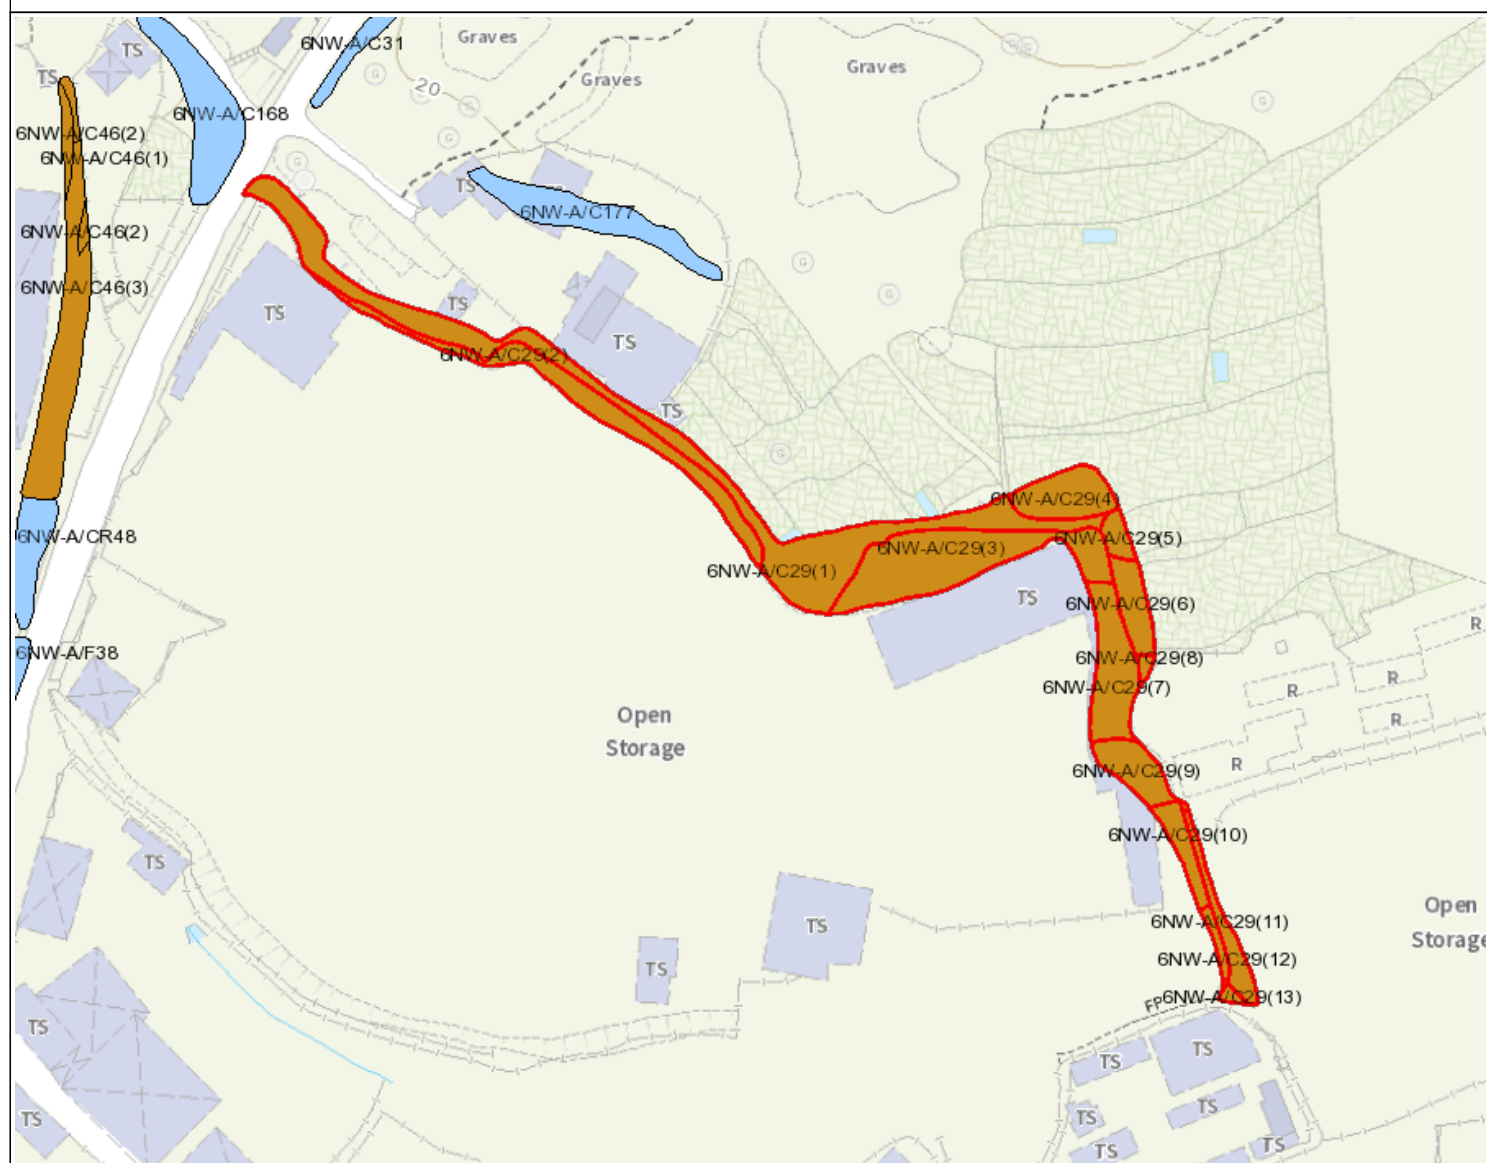 6NW-A/C31
Graves
TS
Graves
Graves
TS
20
G
G
G
G
6NW-A/C168
6NW-A/C46(2)
6NW-A/C46(1)
G
TS
6NW-A/C177
6NW-A/C46(2)
G
6NW-A/C46(3)
G
TS
TS
TS
6NW-A/C29(2)
TS
G
6NW-A/C29(4)
6NW-A/CR48
6NW-A/C29(5)
6NW-A/C29(3)
6NW-A/C29(1)
TS
6NW-A/C29(6)
R
6NW-A/F38
6NW-A/C29(8)
R
6NW-A/C29(7)
R
Open
Storage
R
R
6NW-A/C29(9)
6NW-A/C29(10)
TS
Open
Storage
6NW-A/C29(11)
TS
6NW-A/C29(12)
TS
6NW-A/C29(13)
FP
TS
TS
TS
TS
TS
TS
TS
TS